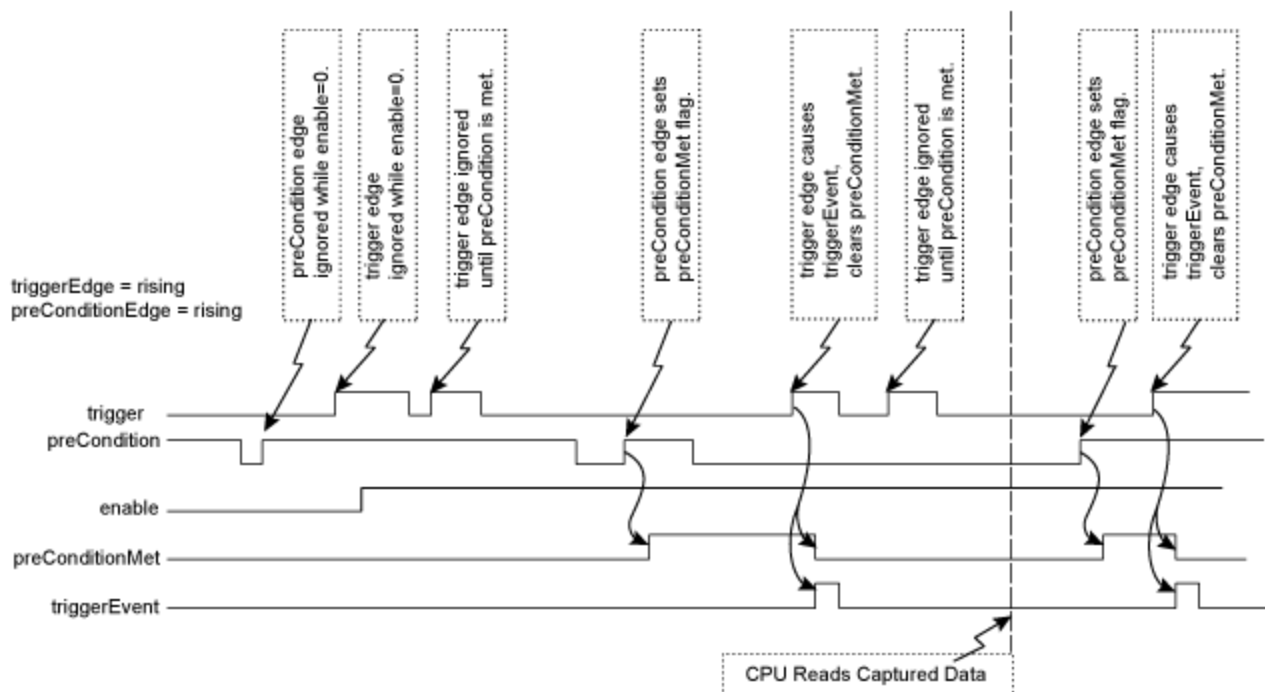 preCondition edge
ignored while enable=0.
trigger edge
ignored while enable=0.
trigger edge ignored
until preCondition is met.
preCondition edge sets
preConditionMet flag.
trigger edge causes
triggerEvent,
clears preConditionMet.
trigger edge ignored
until preCondition is met.
preCondition edge sets
preConditionMet flag.
trigger edge causes
triggerEvent,
clears preConditionMet.
triggerEdge = rising
preConditionEdge = rising
trigger
preCondition
enable
preConditionMet
triggerEvent
CPU Reads Captured Data